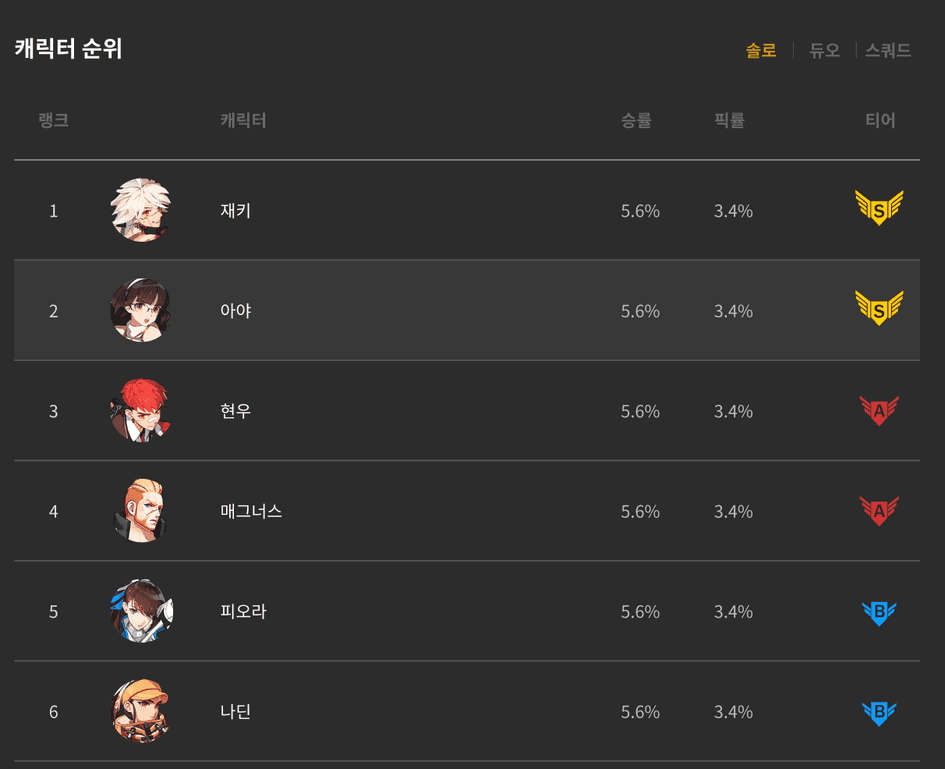 캐릭터 순위
솔로 듀오 스쿼드
랭크 캐릭터 승률 픽률 티어
1 재키 5.6% 3.4% S
2 아야 5.6% 3.4% S
3 현우 5.6% 3.4% A
4 매그너스 5.6% 3.4% A
5 피오라 5.6% 3.4% B
6 나딘 5.6% 3.4% B